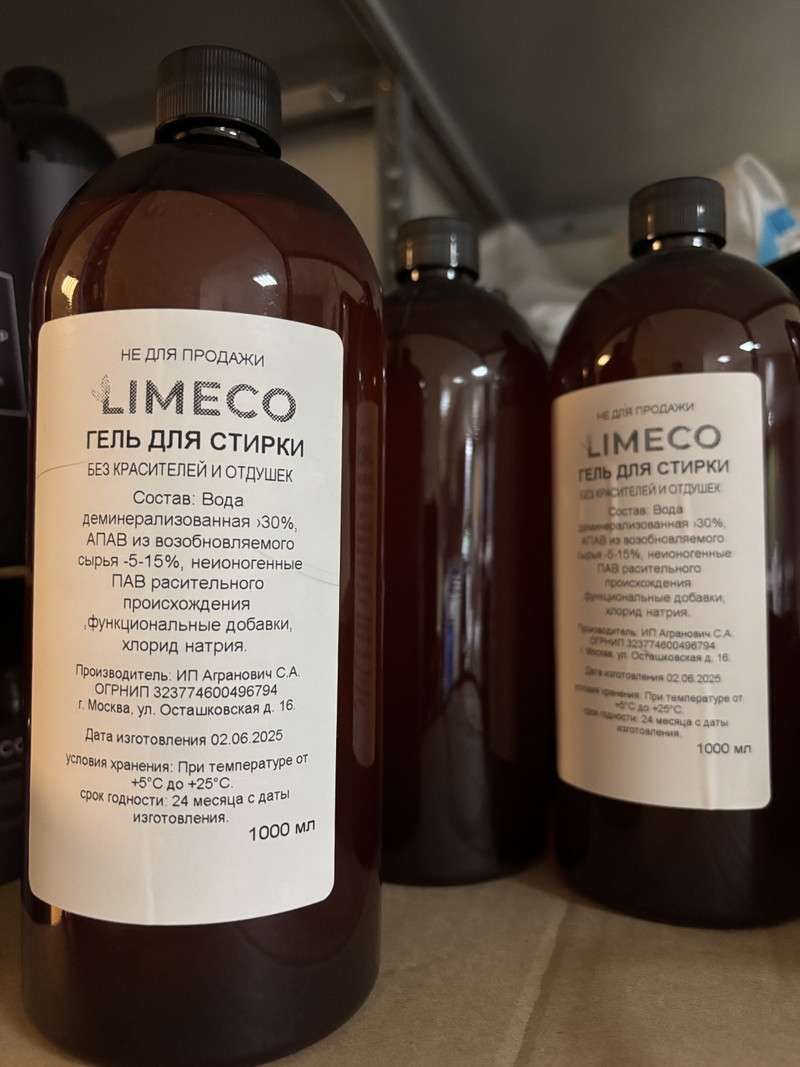 НЕ ДЛЯ ПРОДАЖИ
LIMECO
ГЕЛЬ ДЛЯ СТИРКИ
БЕЗ КРАСИТЕЛЕЙ И ОТДУШЕК
Состав: Вода
деминерализованная ›30%,
АПАВ из возобновляемого
сырья -5-15%, неионогенные
ПАВ раститего
происхождения
,функциональные добавки,
хлорид натрия.
Производитель: ИП Агранович С.А.
ОГРНИП 323774600496794
г. Москва, ул. Осташковская д. 16.
Дата изготовления 02.06.2025
условия хранения: При температуре от
+5°С до +25°С.
срок годности: 24 месяца с даты
изготовления.
1000 мл
НЕ ДЛЯ ПРОДАЖИ
LIMECO
ГЕЛЬ ДЛЯ СТИРКИ
БЕЗ КРАСИТЕЛЕЙ И ОТДУШЕК
Состав: Вода
деминерализованная ›30%,
АПАВ из возобновляемого
сырья -5-15%, неионогенные
ПАВ растительного
происхождения
,функциональные добавки,
хлорид натрия.
Производитель: ИП Агранович С.А.
ОГРНИП 323774600496794
г. Москва, ул. Осташковская д. 16.
Дата изготовления 02.06.2025
условия хранения: При температуре от
+5°С до +25°С.
срок годности: 24 месяца с даты
изготовления.
1000 мл